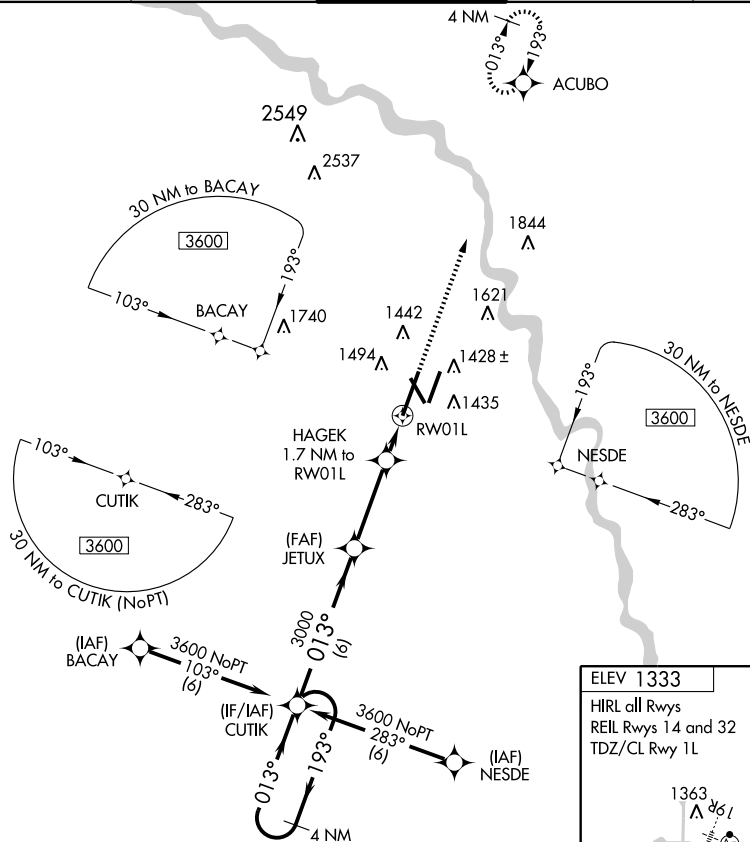 4 NM
013°
193°
ACUBO
2549
2537
30 NM to BACAY
3600
193°
103°
BACAY
1740
1844
1621
1442
1494
1428 ±
1435
RW01L
HAGEK
1.7 NM to
RW01L
30 NM to NESDE
193°
3600
NESDE
283°
103°
CUTIK
283°
3600
30 NM to CUTIK (NoPT)
(FAF)
JETUX
3000
013°
(6)
(IAF)
BACAY
3600 NoPT
103°
(6)
(IF/IAF)
CUTIK
3600 NoPT
283°
(6)
(IAF)
NESDE
013°
193°
4 NM
ELEV 1333
HIRL all Rwys
REIL Rwys 14 and 32
TDZ/CL Rwy 1L
1363
19R